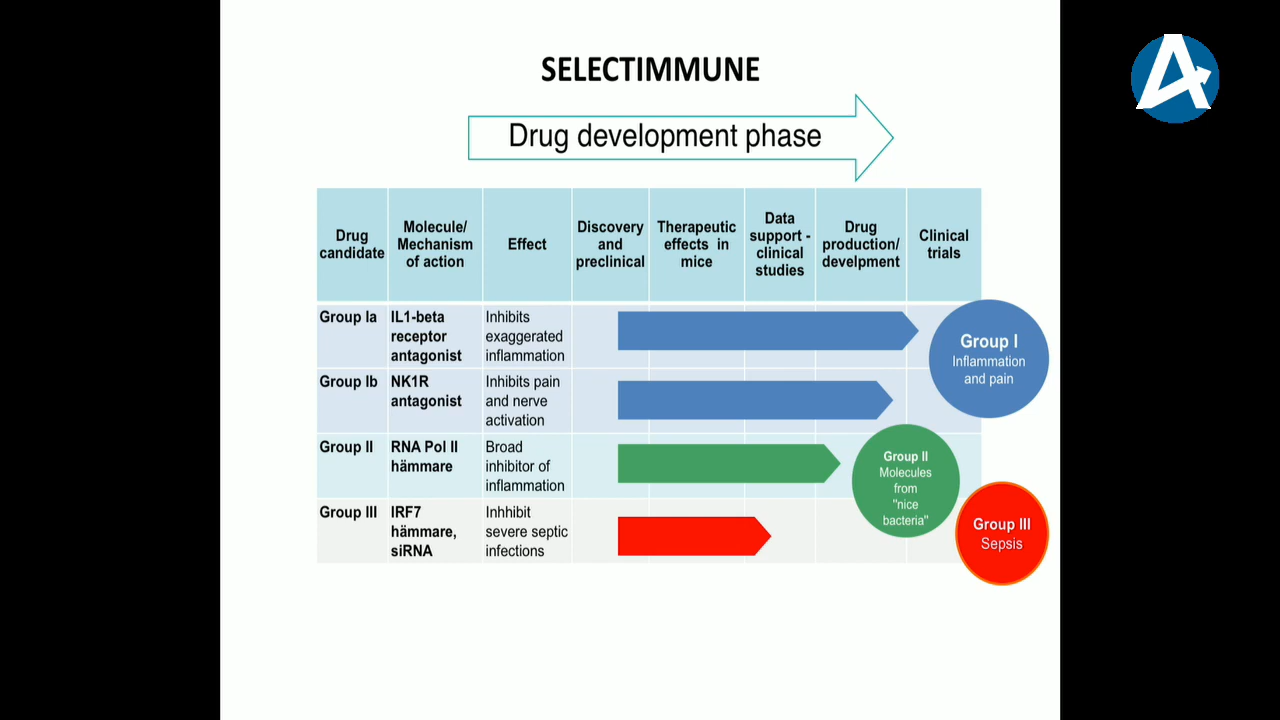 SELECTIMMUNE
Drug development phase
Drug
candidate
Molecule/
Mechanism
of action
Effect
Discovery
and
preclinical
Therapeutic
effects in
mice
Data
support -
clinical
studies
Drug
production/
develpment
Clinical
trials
Group Ia
IL1-beta
receptor
antagonist
Inhibits
exaggerated
inflammation
Group Ib
NK1R
antagonist
Inhibits pain
and nerve
activation
Group II
RNA Pol II
hämmare
Broad
inhibitor of
inflammation
Group III
IRF7
hämmare,
siRNA
Inhhibit
severe septic
infections
Group I
Inflammation
and pain
Group II
Molecules
from
"nice
bacteria"
Group III
Sepsis